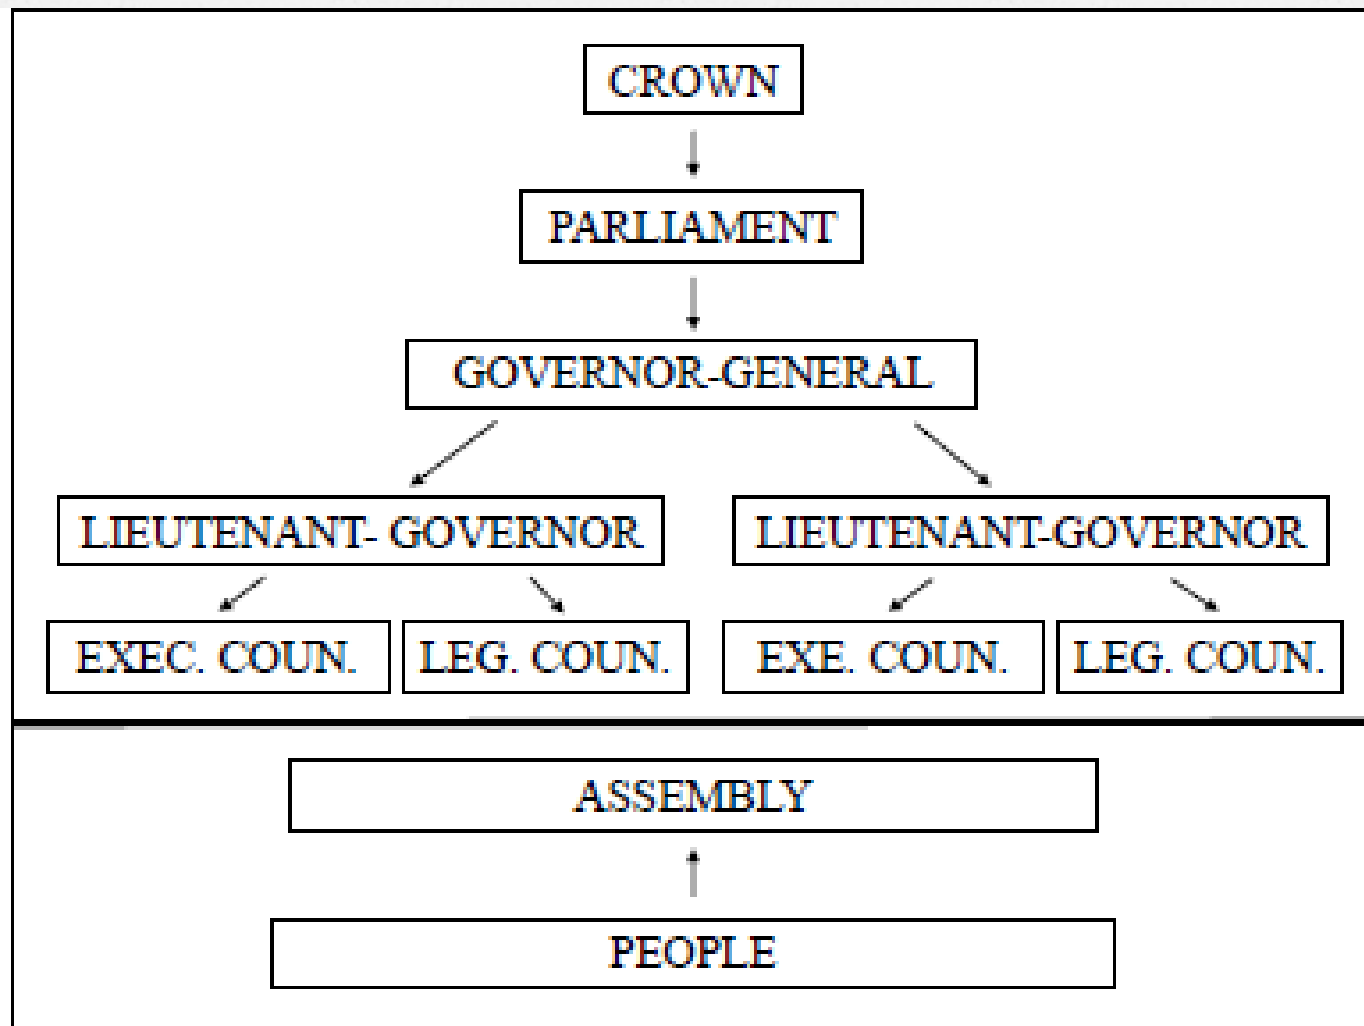 CROWN
PARLIAMENT
GOVERNOR-GENERAL
LIEUTENANT- GOVERNOR
LIEUTENANT-GOVERNOR
EXEC. COUN.
LEG. COUN.
EXE. COUN.
LEG. COUN.
ASSEMBLY
PEOPLE